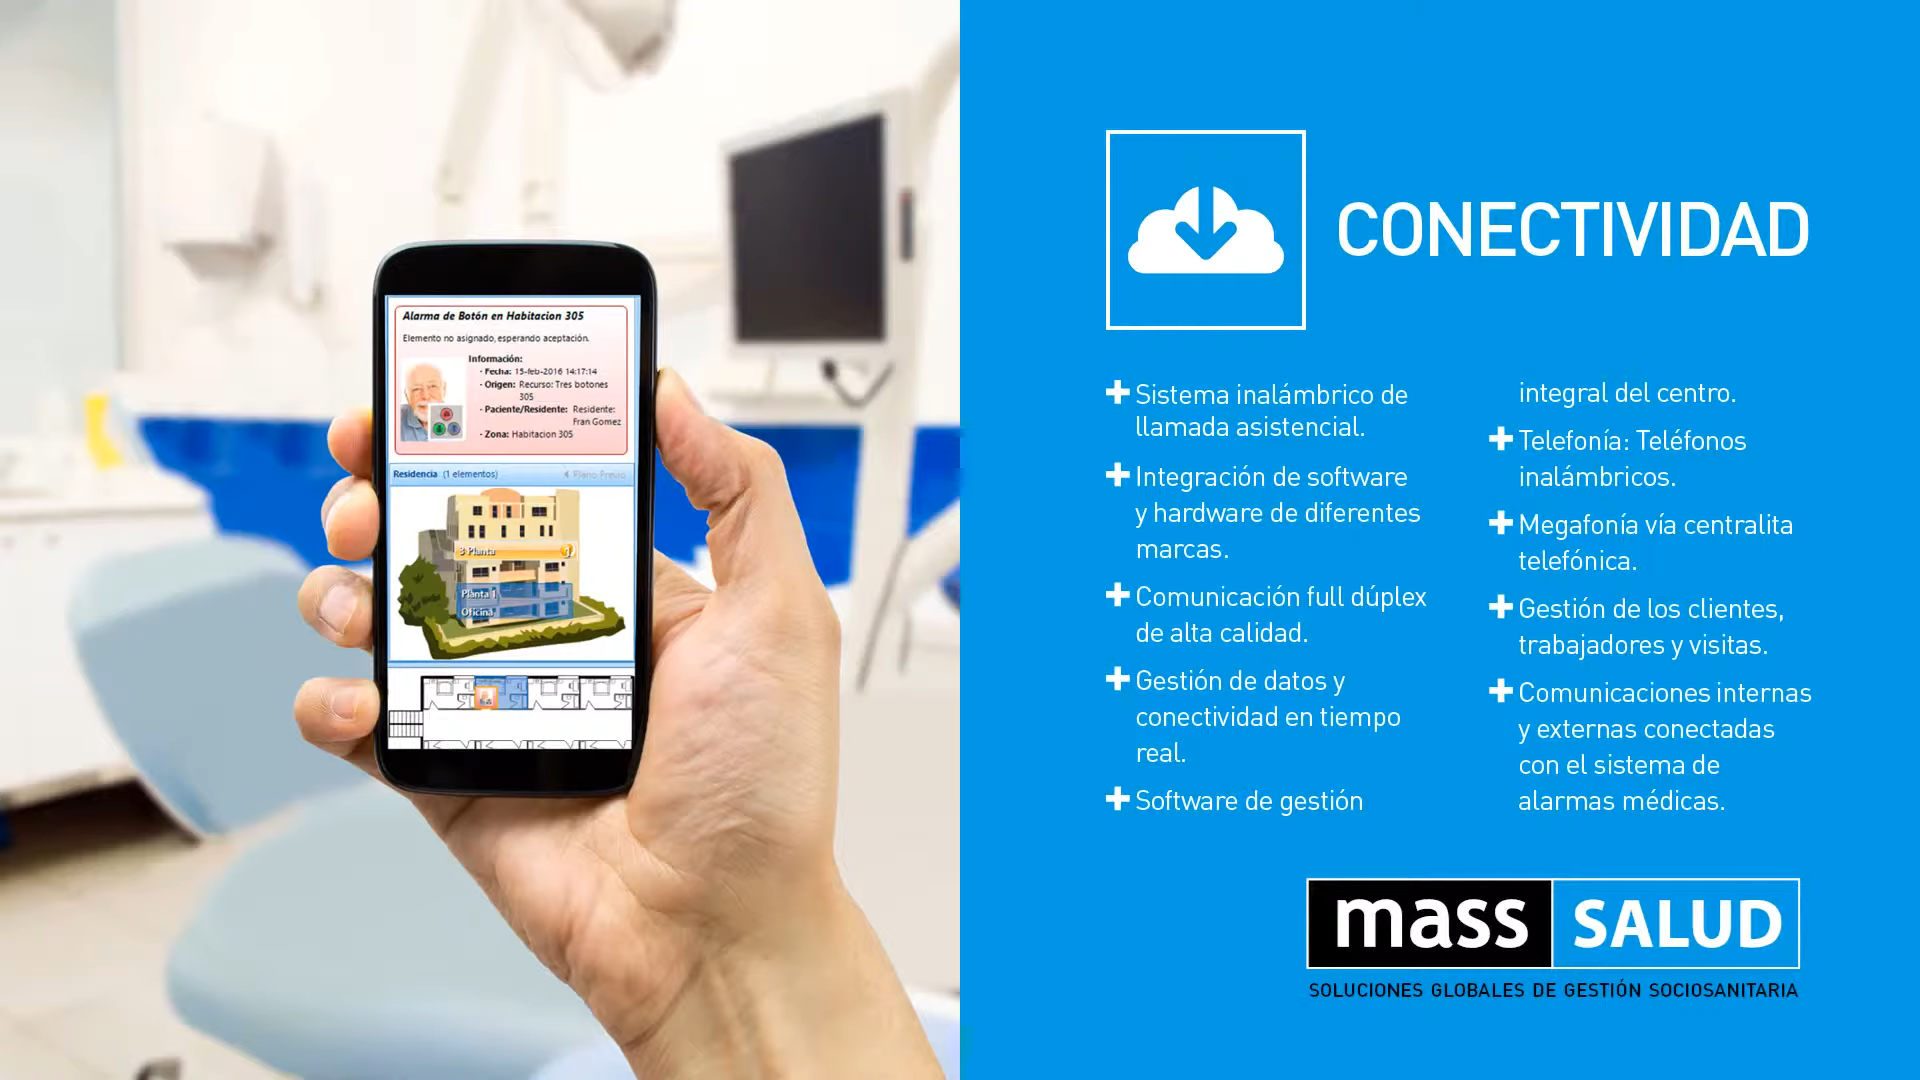 Alarma de Botón en Habitacion 305
Elemento no asignado, esperando aceptación.
Información:
- Fecha: 15-feb-2016 14:17:14
- Origen: Recurso: Tres botones
305
- Paciente/Residente: Residente:
Fran Gomez
- Zona: Habitacion 305
Residencia (1 elementos)
Plano Previo
3 Planta
1
Planta 1
Oficina
CONECTIVIDAD
+ Sistema inalámbrico de
llamada asistencial.
+ Integración de software
y hardware de diferentes
marcas.
+ Comunicación full dúplex
de alta calidad.
+ Gestión de datos y
conectividad en tiempo
real.
+ Software de gestión
integral del centro.
+ Telefonía: Teléfonos
inalámbricos.
+ Megafonía vía centralita
telefónica.
+ Gestión de los clientes,
trabajadores y visitas.
+ Comunicaciones internas
y externas conectadas
con el sistema de
alarmas médicas.
mass SALUD
SOLUCIONES GLOBALES DE GESTIÓN SOCIOSANITARIA